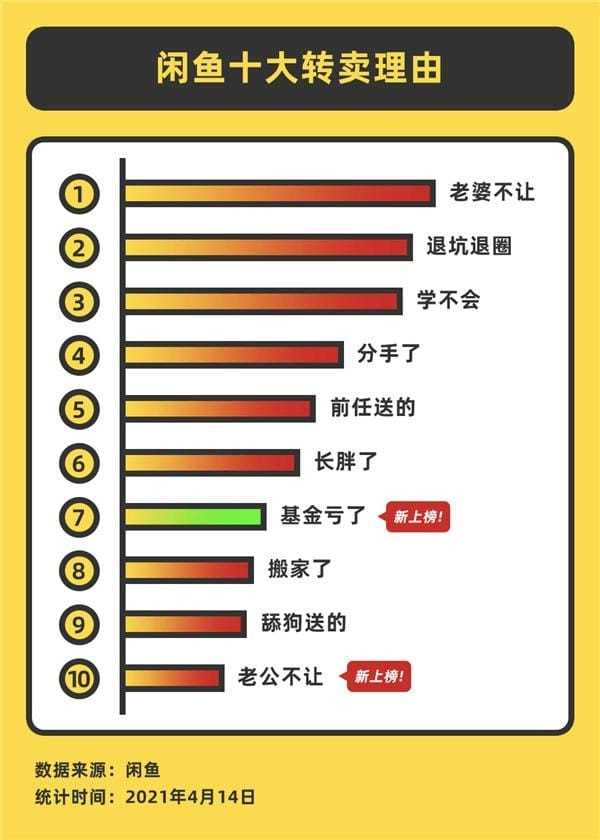 闲鱼十大转卖理由
1 老婆不让
2 退坑退圈
3 学不会
4 分手了
5 前任送的
6 长胖了
7 基金亏了 新上榜!
8 搬家了
9 舔狗送的
10 老公不让 新上榜!
数据来源：闲鱼
统计时间：2021年4月14日